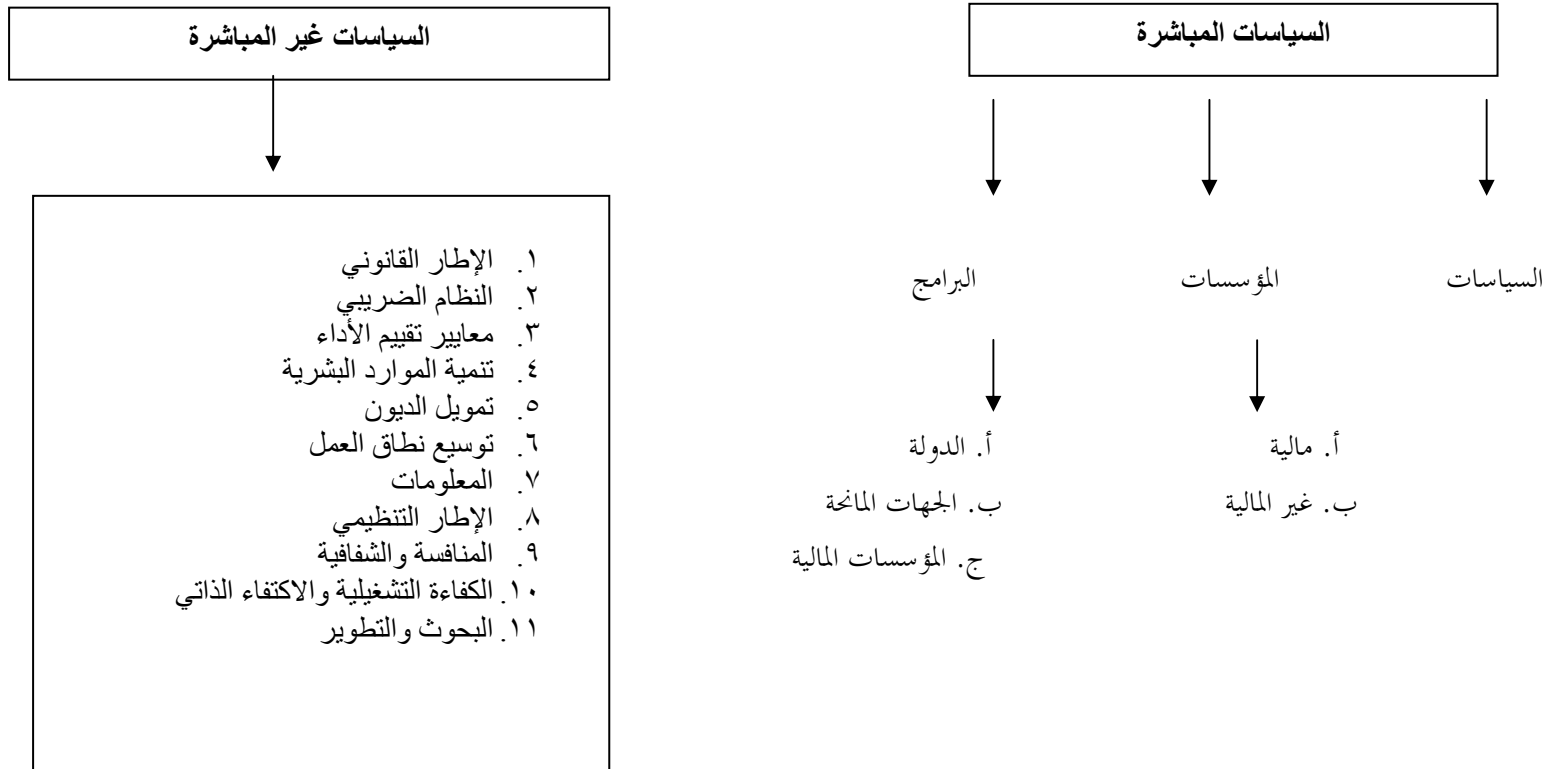 السياسات المباشرة
السياسات
المؤسسات
البرامج
أ. مالية
ب. غير المالية
أ. الدولة
ب. الجهات المانحة
ج. المؤسسات المالية
السياسات غير المباشرة
١. الإطار القانوني
٢. النظام الضريبي
٣. معايير تقييم الأداء
٤. تنمية الموارد البشرية
٥. تمويل الديون
٦. توسيع نطاق العمل
٧. المعلومات
٨. الإطار التنظيمي
٩. المنافسة والشفافية
١٠. الكفاءة التشغيلية والاكتفاء الذاتي
١١. البحوث والتطوير